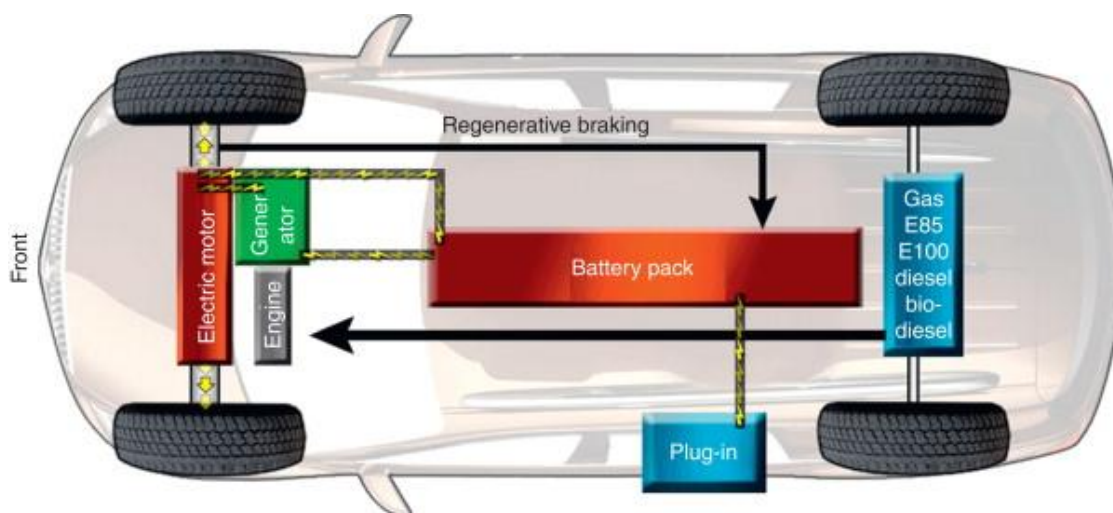 Regenerative braking
Front
Electric motor
Gener
ator
Engine
Battery pack
Gas
E85
E100
diesel
bio-
diesel
Plug-in